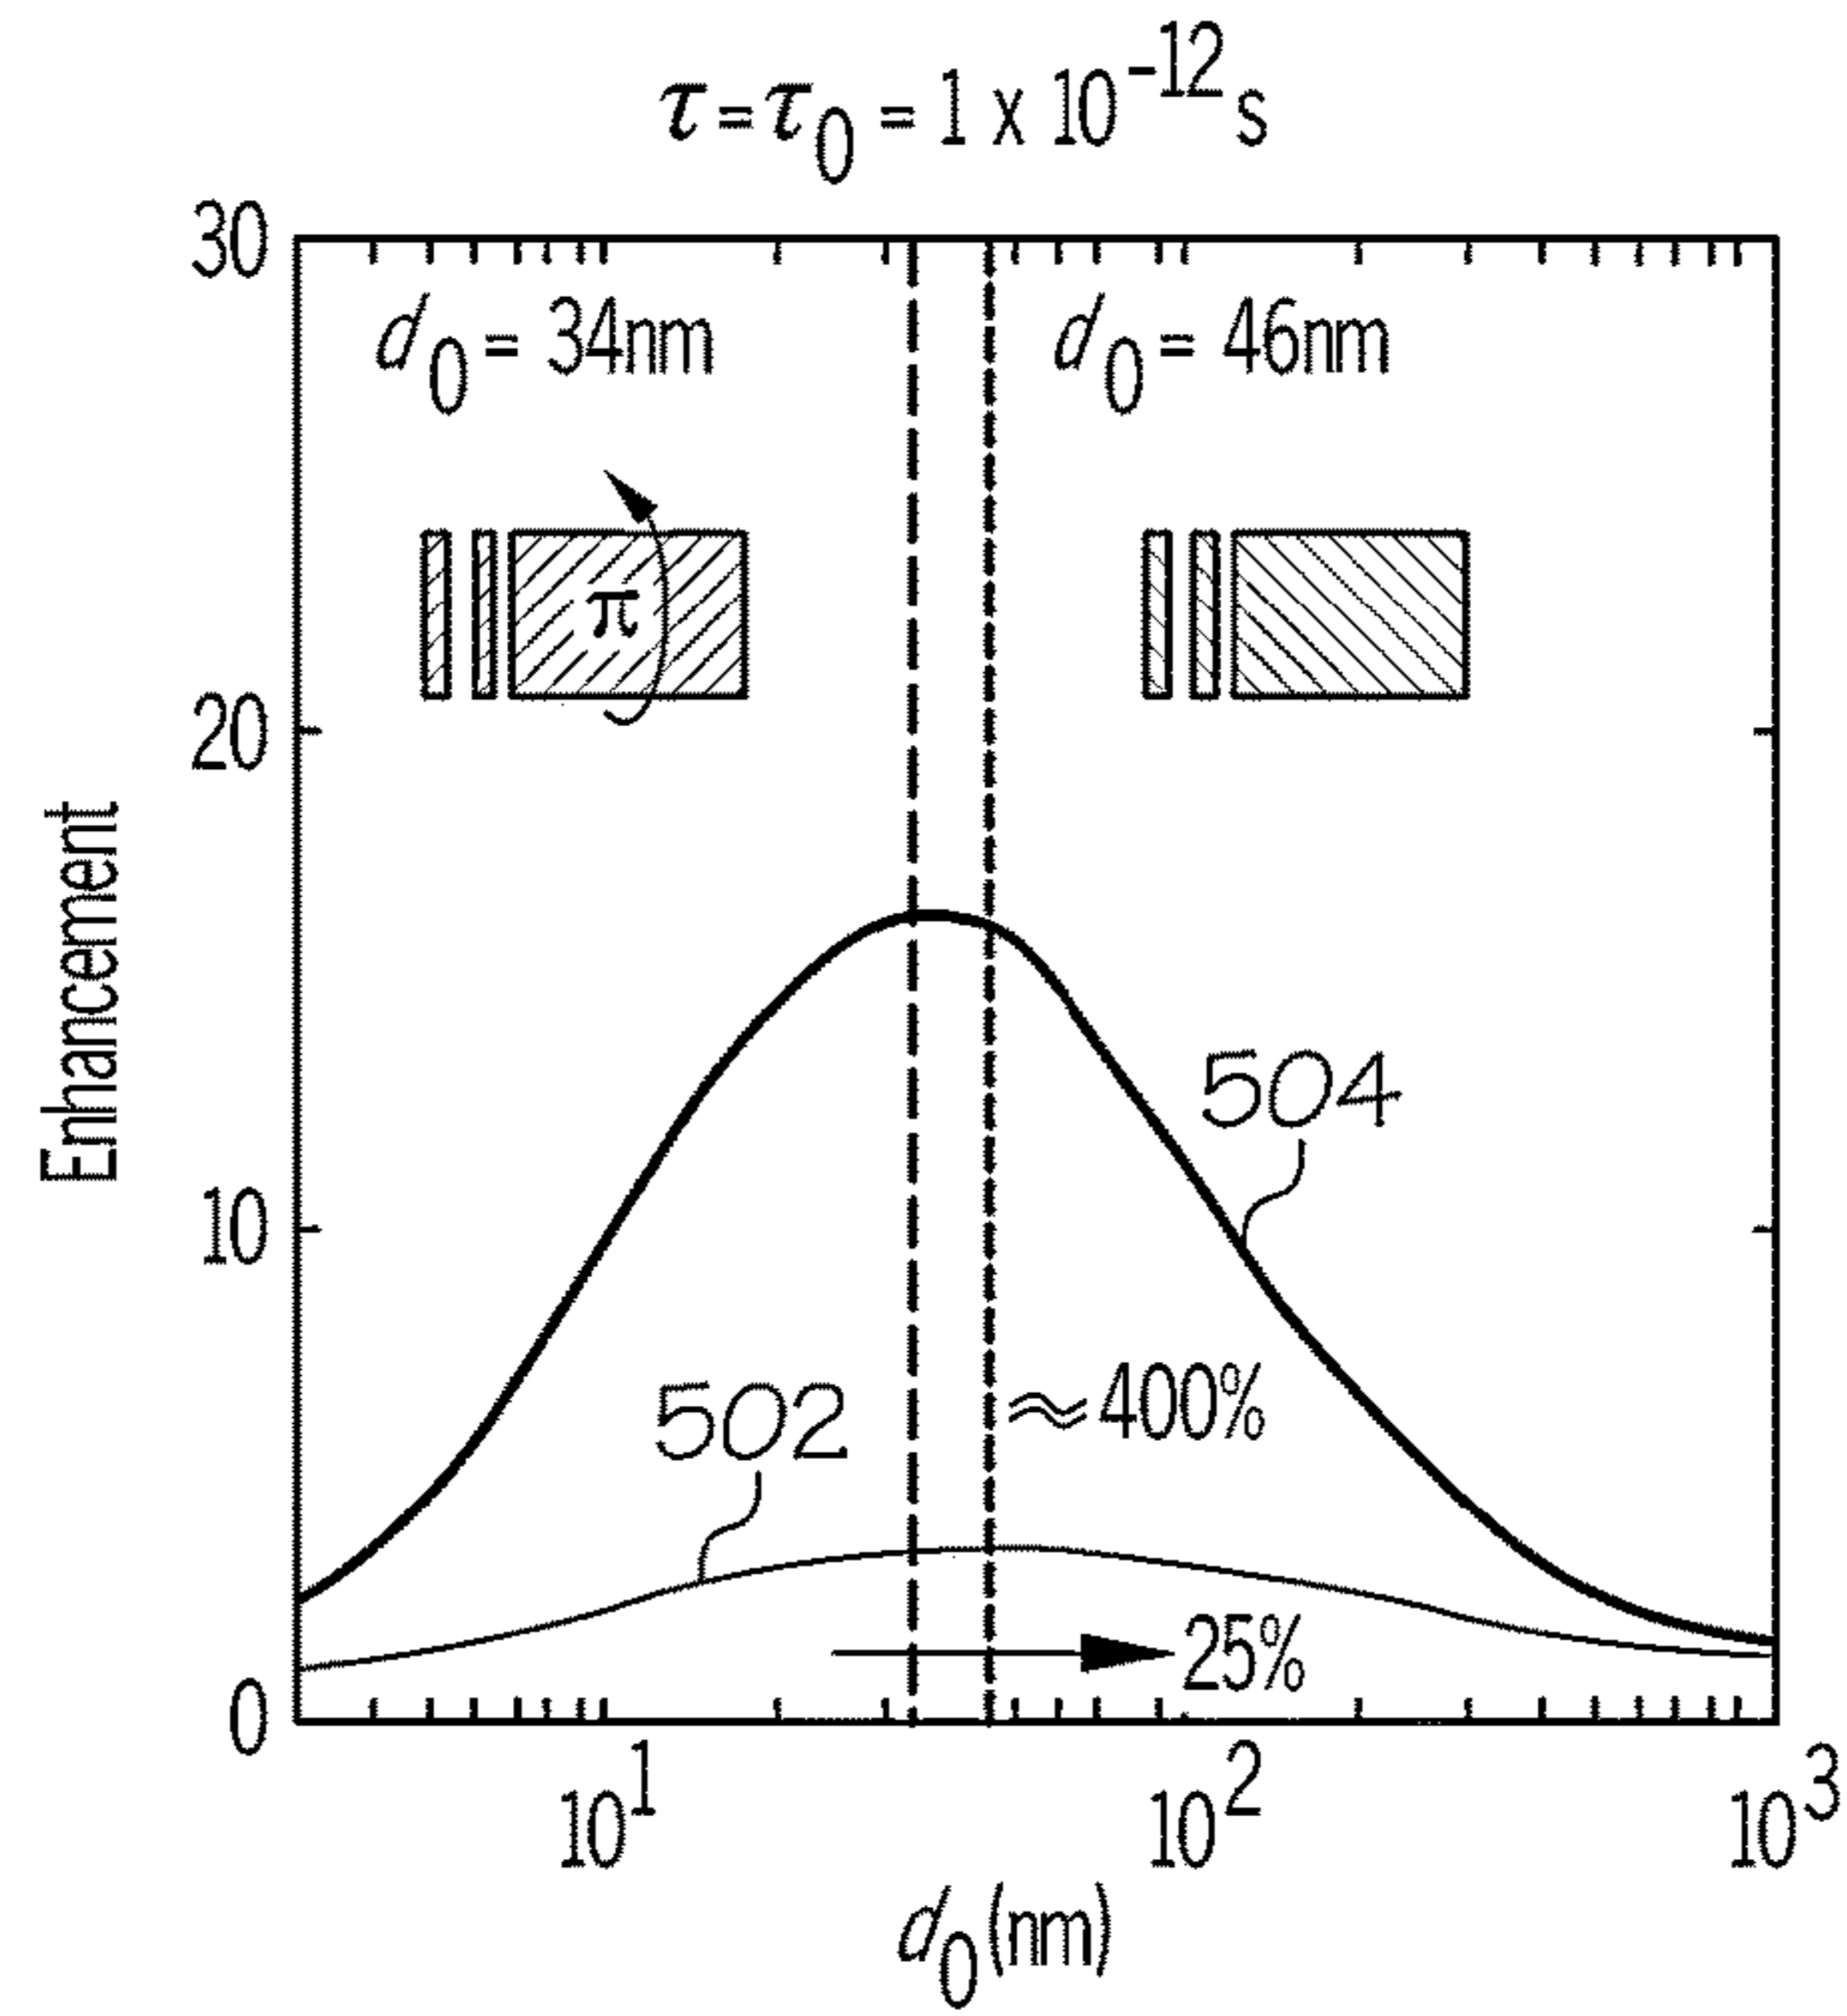 τ = τ₀ = 1 x 10⁻¹² s
30
d₀ = 34nm
d₀ = 46nm
π
20
Enhancement
504
10
≈400%
502
25%
0
10¹
10²
10³
d₀(nm)